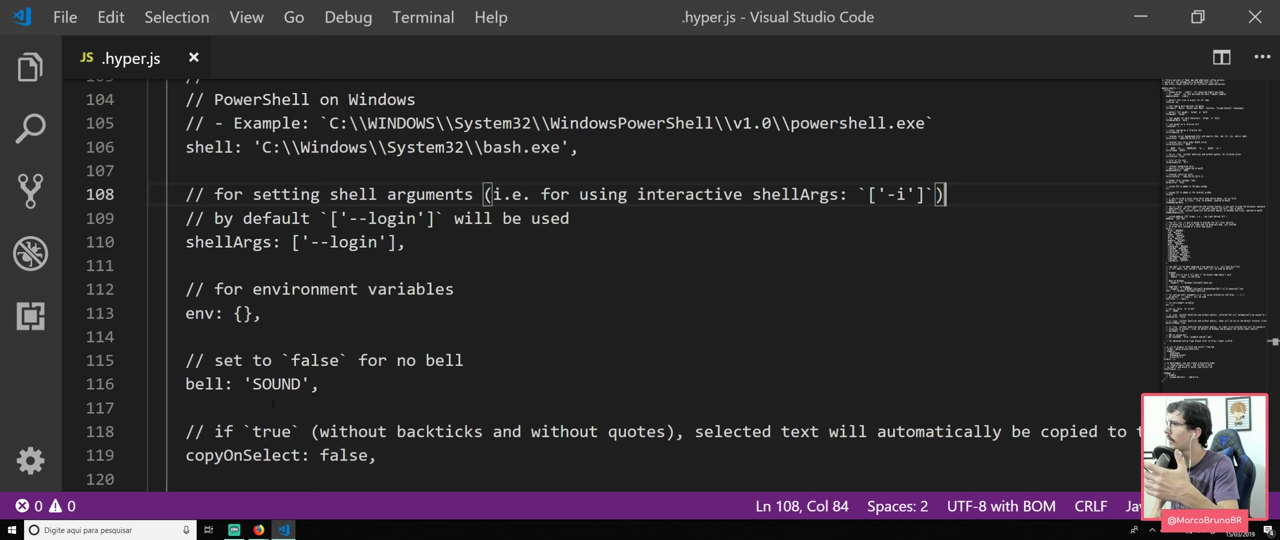 File Edit Selection View Go Debug Terminal Help .hyper.js - Visual Studio Code
JS .hyper.js
104 // PowerShell on Windows
105 // - Example: `C:\\WINDOWS\\System32\\WindowsPowerShell\\v1.0\\powershell.exe`
106 shell: 'C:\\Windows\\System32\\bash.exe',
107
108 // for setting shell arguments (i.e. for using interactive shellArgs: `['-i']`)
109 // by default `['--login']` will be used
110 shellArgs: ['--login'],
111
112 // for environment variables
113 env: {},
114
115 // set to `false` for no bell
116 bell: 'SOUND',
117
118 // if `true` (without backticks and without quotes), selected text will automatically be copied to
119 copyOnSelect: false,
120
0 0 Ln 108, Col 84 Spaces: 2 UTF-8 with BOM CRLF
@MarcoBrunoBR
Digite aqui para pesquisar
15/03/2019